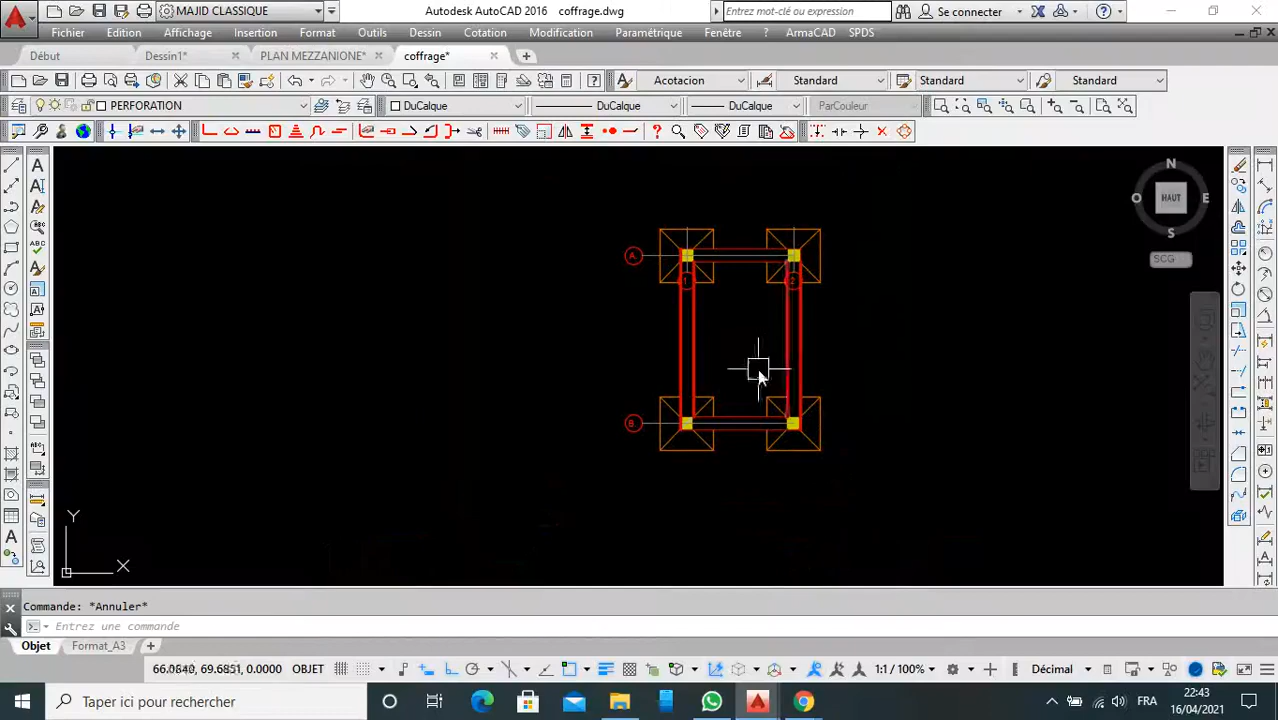 MAJID CLASSIQUE
Autodesk AutoCAD 2016 coffrage.dwg
Entrez mot-clé ou expression
Se connecter
Fichier Edition Affichage Insertion Format Outils Dessin Cotation Modification Paramétrique Fenêtre ? ArmaCAD SPDS
Début Dessin1* PLAN MEZZANIONE* coffrage*
Acotacion Standard Standard Standard
PERFORATION DuCalque DuCalque DuCalque ParCouleur
N
O HAUT E
S
SCG
A
1 2
B
Y
X
Commande: *Annuler*
Entrez une commande
Objet Format_A3
66.0640, 69.6851, 0.0000 OBJET 1:1 / 100% Décimal
Taper ici pour rechercher
FRA
22:43
16/04/2021